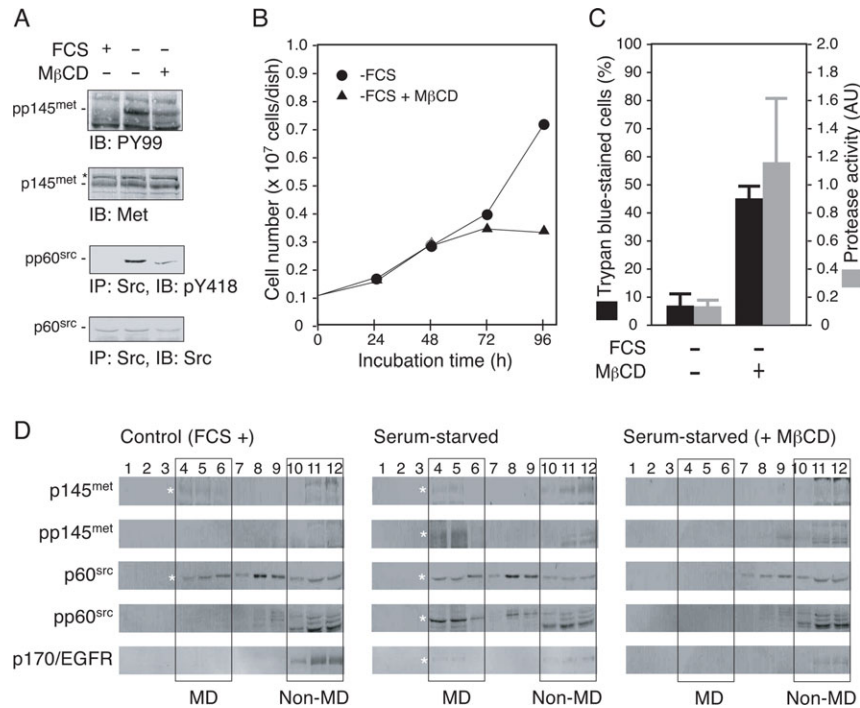 A
FCS + – –
MβCD – – +
pp145met
IB: PY99
*
p145met
IB: Met
pp60src
IP: Src, IB: pY418
p60src
IP: Src, IB: Src
B
Cell number (x 10⁷ cells/dish)
1.0
0.9
0.8
0.7
0.6
0.5
0.4
0.3
0.2
0.1
-FCS
-FCS + MβCD
0 24 48 72 96
Incubation time (h)
C
Trypan blue-stained cells (%)
100
90
80
70
60
50
40
30
20
10
0
2.0
1.8
1.6
1.4
1.2
1.0
0.8
0.6
0.4
0.2
0.0
Protease activity (AU)
FCS – –
MβCD – +
D
Control (FCS +)
1 2 3 4 5 6 7 8 9 10 11 12
Serum-starved
1 2 3 4 5 6 7 8 9 10 11 12
Serum-starved (+ MβCD)
1 2 3 4 5 6 7 8 9 10 11 12
p145met * *
pp145met *
p60src * *
pp60src *
p170/EGFR *
MD Non-MD
MD Non-MD
MD Non-MD